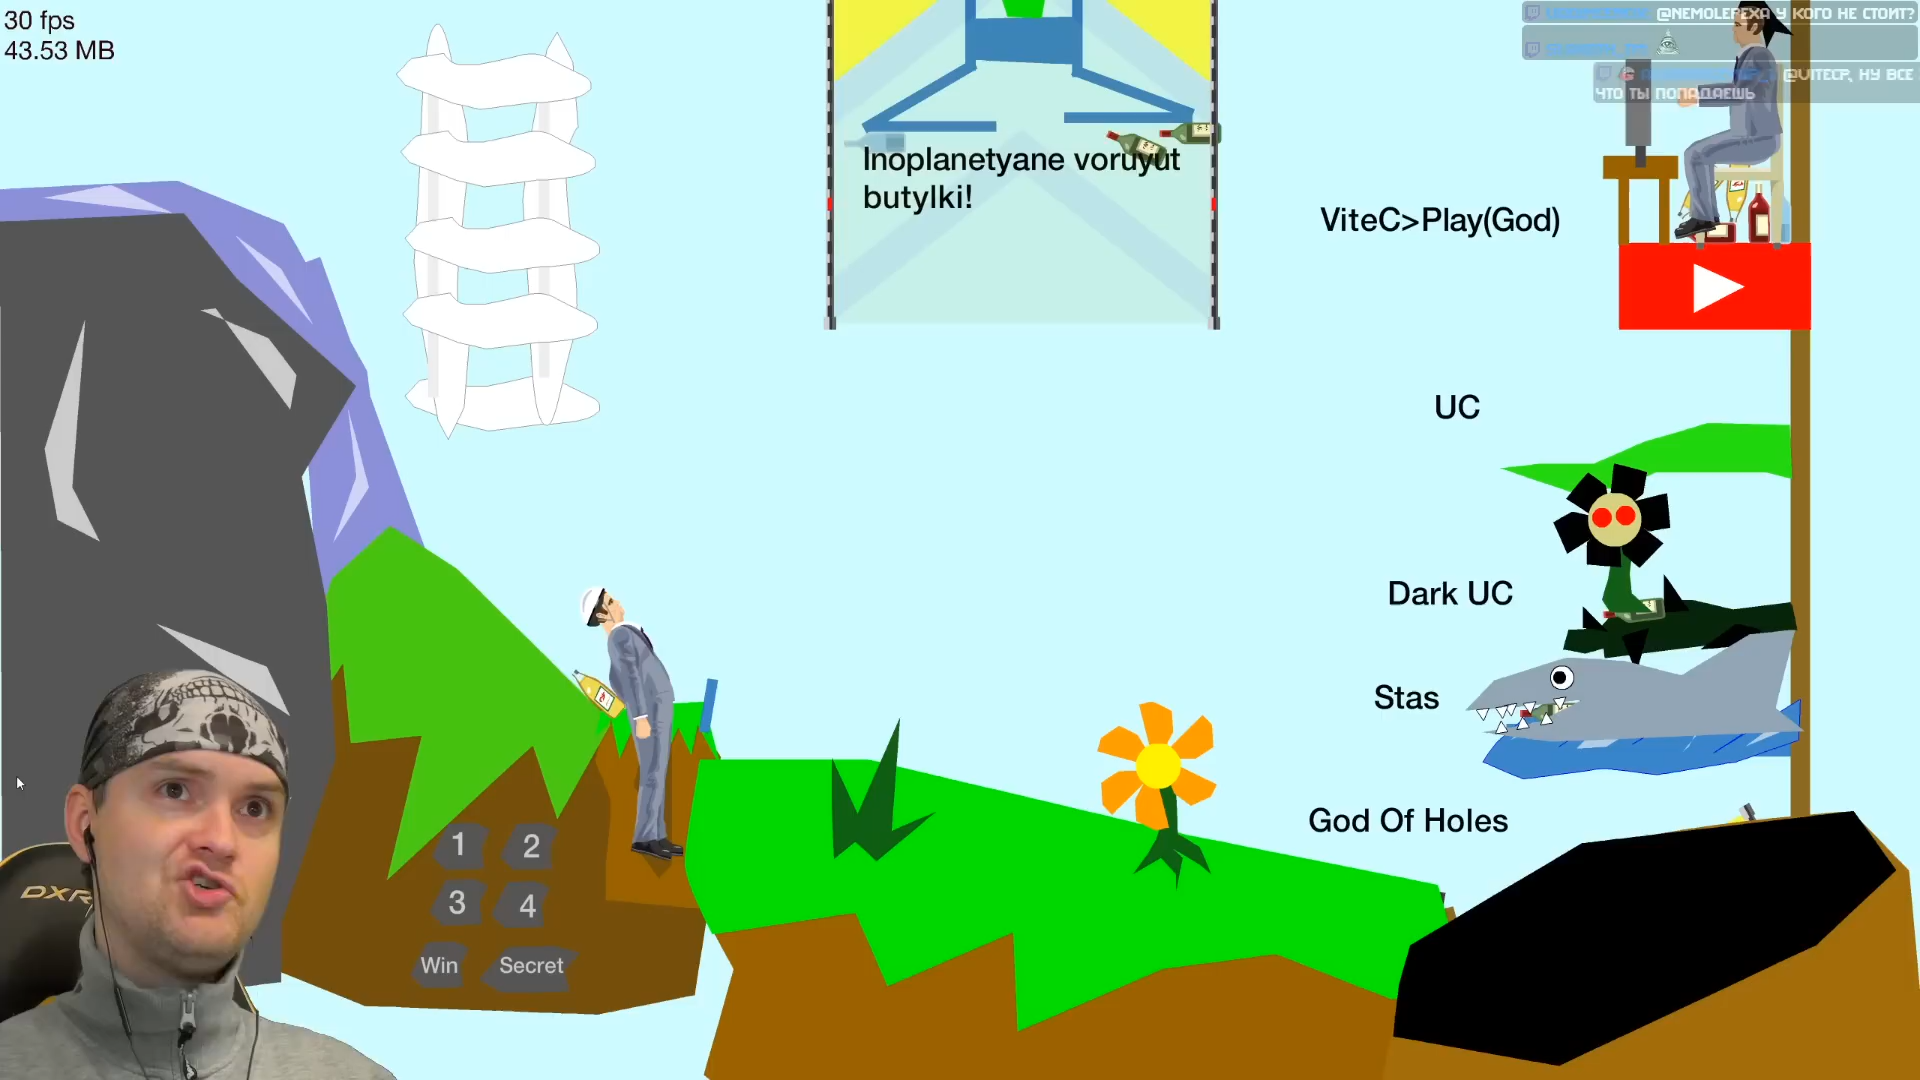 30 fps
43.53 MB
@NEMOLEPEXA У КОГО НЕ СТОИТ?
@VITECP, НУ ВСЕ
ЧТО ТЫ ПОПАДАЕШЬ
Inoplanetyane voruyut
butylki!
ViteC>Play(God)
UC
Dark UC
Stas
God Of Holes
1 2
3 4
Win Secret
DXR